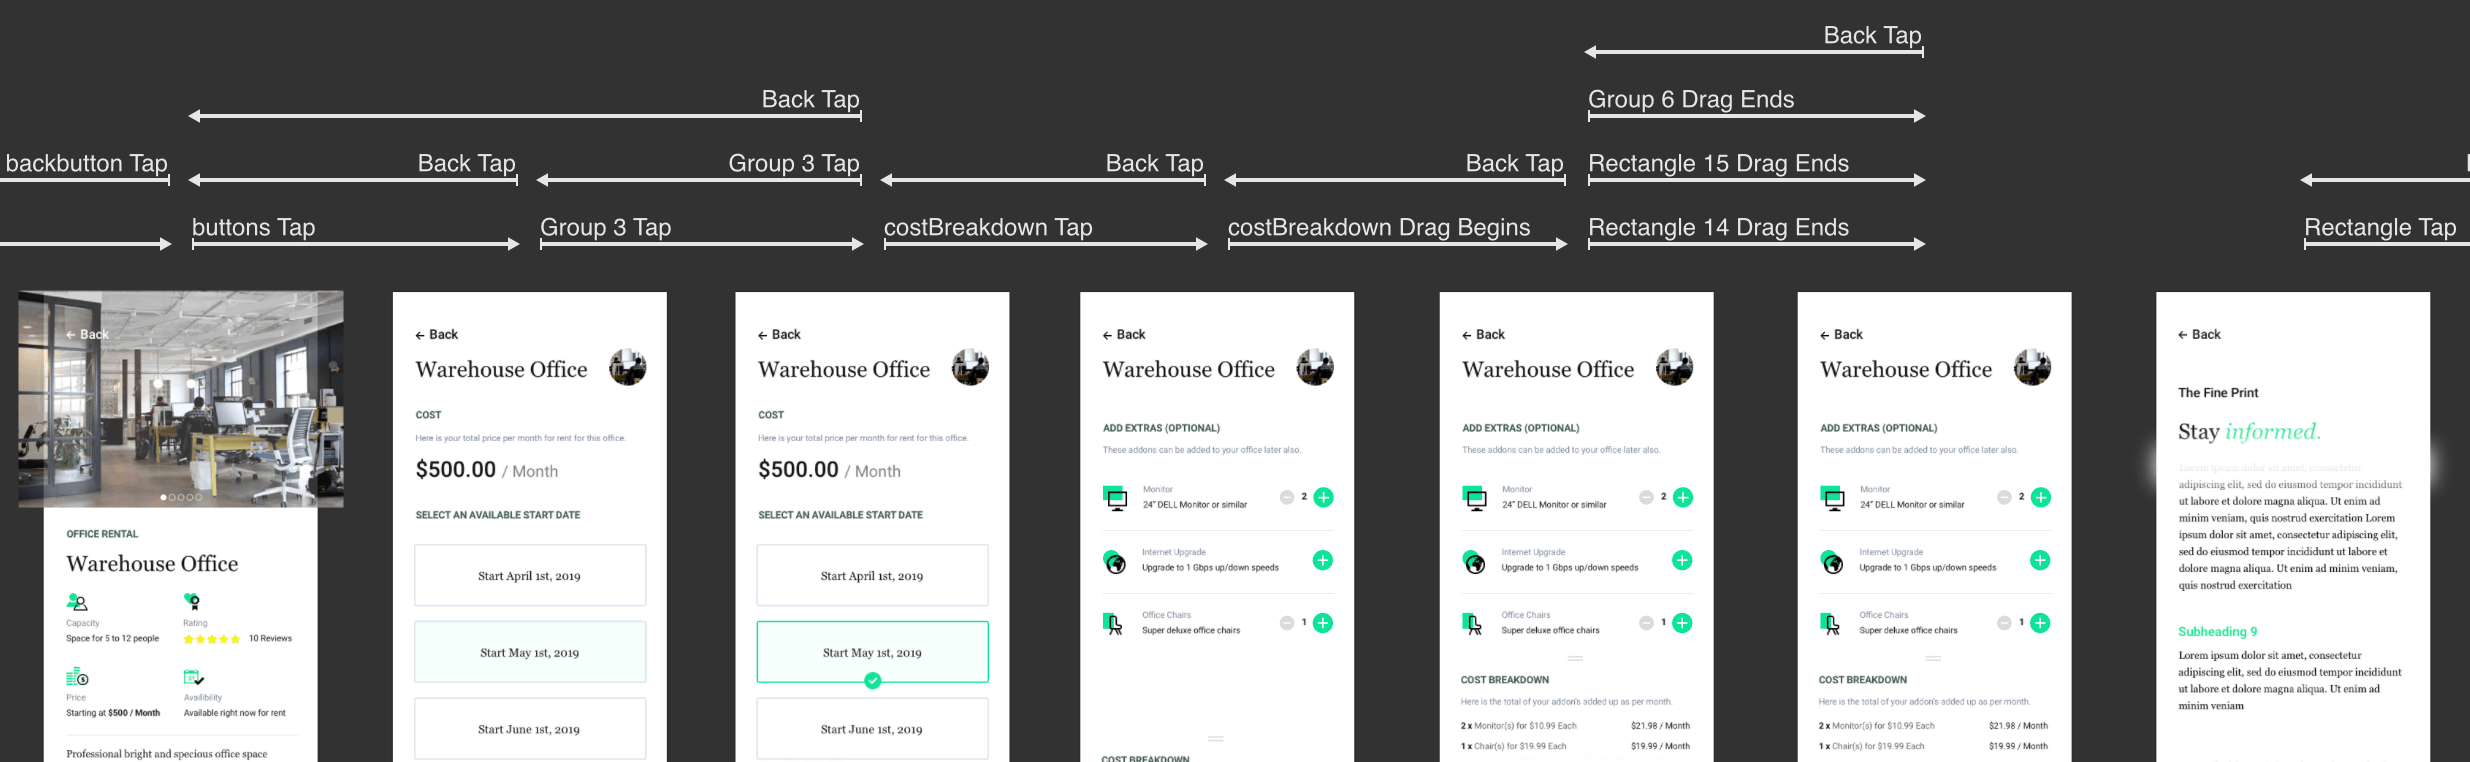 Back Tap
Back Tap
Group 6 Drag Ends
backbutton Tap
Back Tap
Group 3 Tap
Back Tap
Back Tap
Rectangle 15 Drag Ends
buttons Tap
Group 3 Tap
costBreakdown Tap
costBreakdown Drag Begins
Rectangle 14 Drag Ends
Rectangle Tap
← Back
OFFICE RENTAL
Warehouse Office
Capacity
Space for 5 to 12 people
Rating
10 Reviews
Price
Starting at $500 / Month
31
Availibility
Available right now for rent
Professional bright and specious office space
← Back
Warehouse Office
COST
Here is your total price per month for rent for this office.
$500.00 / Month
SELECT AN AVAILABLE START DATE
Start April 1st, 2019
Start May 1st, 2019
Start June 1st, 2019
← Back
Warehouse Office
COST
Here is your total price per month for rent for this office.
$500.00 / Month
SELECT AN AVAILABLE START DATE
Start April 1st, 2019
Start May 1st, 2019
Start June 1st, 2019
← Back
Warehouse Office
ADD EXTRAS (OPTIONAL)
These addons can be added to your office later also.
Monitor
24” DELL Monitor or similar
2
Internet Upgrade
Upgrade to 1 Gbps up/down speeds
Office Chairs
Super deluxe office chairs
1
COST BREAKDOWN
← Back
Warehouse Office
ADD EXTRAS (OPTIONAL)
These addons can be added to your office later also.
Monitor
24” DELL Monitor or similar
2
Internet Upgrade
Upgrade to 1 Gbps up/down speeds
Office Chairs
Super deluxe office chairs
1
COST BREAKDOWN
Here is the total of your addon's added up as per month.
2 x Monitor(s) for $10.99 Each $21.98 / Month
1 x Chair(s) for $19.99 Each $19.99 / Month
← Back
Warehouse Office
ADD EXTRAS (OPTIONAL)
These addons can be added to your office later also.
Monitor
24” DELL Monitor or similar
2
Internet Upgrade
Upgrade to 1 Gbps up/down speeds
Office Chairs
Super deluxe office chairs
1
COST BREAKDOWN
Here is the total of your addon's added up as per month.
2 x Monitor(s) for $10.99 Each $21.98 / Month
1 x Chair(s) for $19.99 Each $19.99 / Month
← Back
The Fine Print
Stay informed.
Lorem ipsum dolor sit amet, consectetur
adipiscing elit, sed do eiusmod tempor incididunt
ut labore et dolore magna aliqua. Ut enim ad
minim veniam, quis nostrud exercitation Lorem
ipsum dolor sit amet, consectetur adipiscing elit,
sed do eiusmod tempor incididunt ut labore et
dolore magna aliqua. Ut enim ad minim veniam,
quis nostrud exercitation
Subheading 9
Lorem ipsum dolor sit amet, consectetur
adipiscing elit, sed do eiusmod tempor incididunt
ut labore et dolore magna aliqua. Ut enim ad
minim veniam